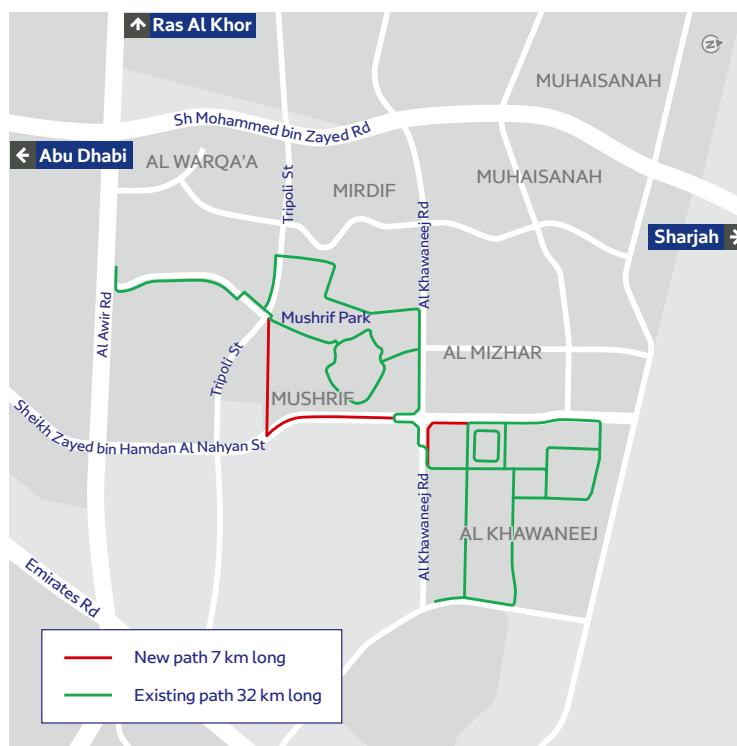 Ras Al Khor
N
MUHAISANAH
Sh Mohammed bin Zayed Rd
Abu Dhabi
AL WARQA'A
Tripoli St
MIRDIF
MUHAISANAH
Al Khawaneej Rd
Sharjah
Al Awir Rd
Mushrif Park
Tripoli St
AL MIZHAR
MUSHRIF
Sheikh Zayed bin Hamdan Al Nahyan St
Al Khawaneej Rd
AL KHAWANEEJ
Emirates Rd
New path 7 km long
Existing path 32 km long